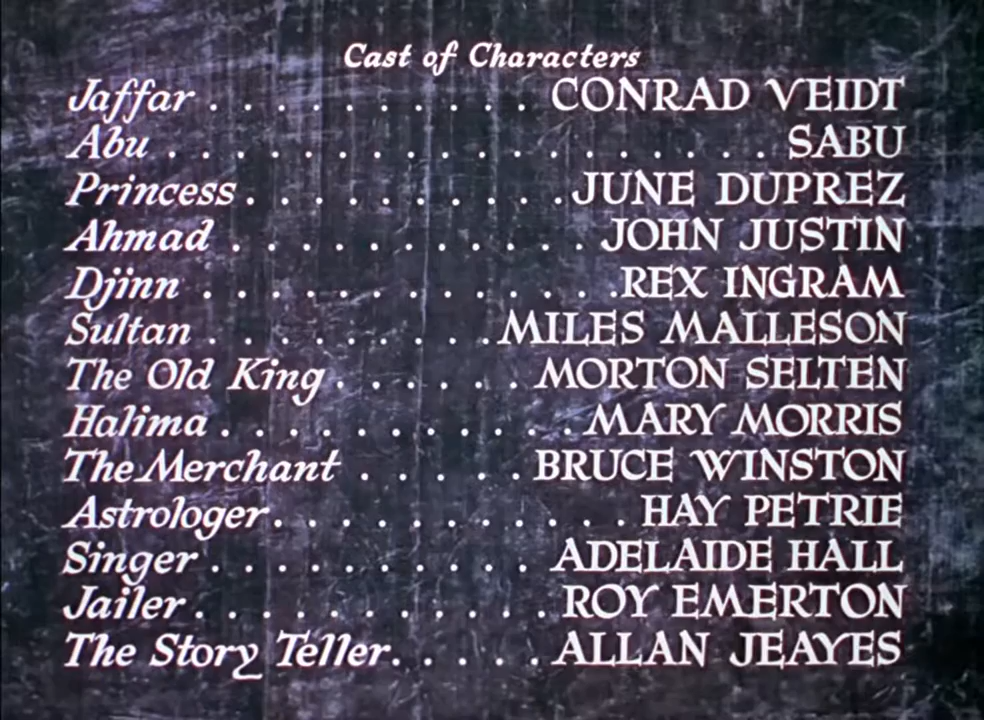 Cast of Characters
Jaffar . . . . . . . . . . . . CONRAD VEIDT
Abu . . . . . . . . . . . . . . . . . . . . . . SABU
Princess . . . . . . . . . . . . JUNE DUPREZ
Ahmad . . . . . . . . . . . . . JOHN JUSTIN
Djinn . . . . . . . . . . . . . . . REX INGRAM
Sultan . . . . . . . . . . . MILES MALLESON
The Old King . . . . . . . MORTON SELTEN
Halima . . . . . . . . . . . . . MARY MORRIS
The Merchant . . . . . . BRUCE WINSTON
Astrologer . . . . . . . . . . . . . HAY PETRIE
Singer . . . . . . . . . . . . ADELAIDE HALL
Jailer . . . . . . . . . . . . . ROY EMERTON
The Story Teller . . . . . . ALLAN JEAYES